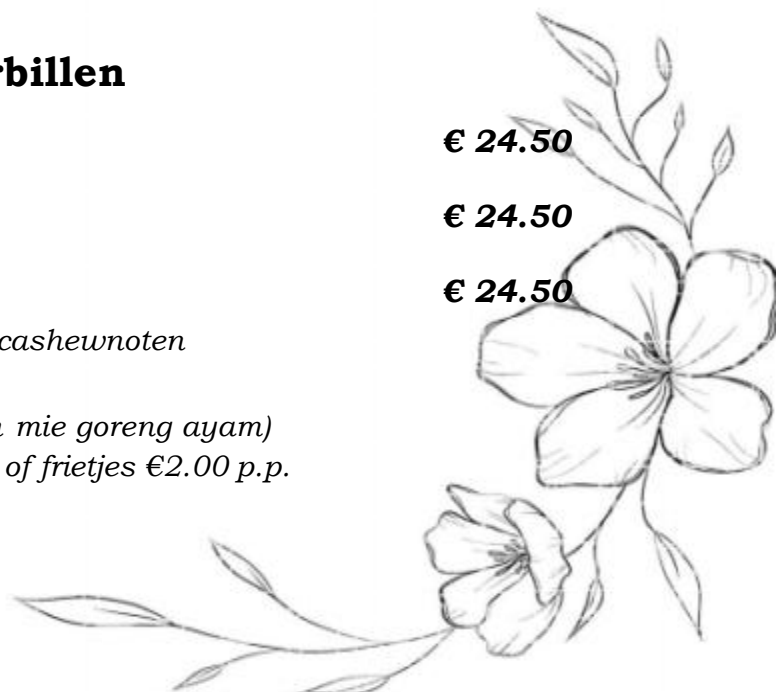 rbillen
€ 24.50
€ 24.50
€ 24.50
cashewnoten
mie goreng ayam)
of frietjes €2.00 p.p.